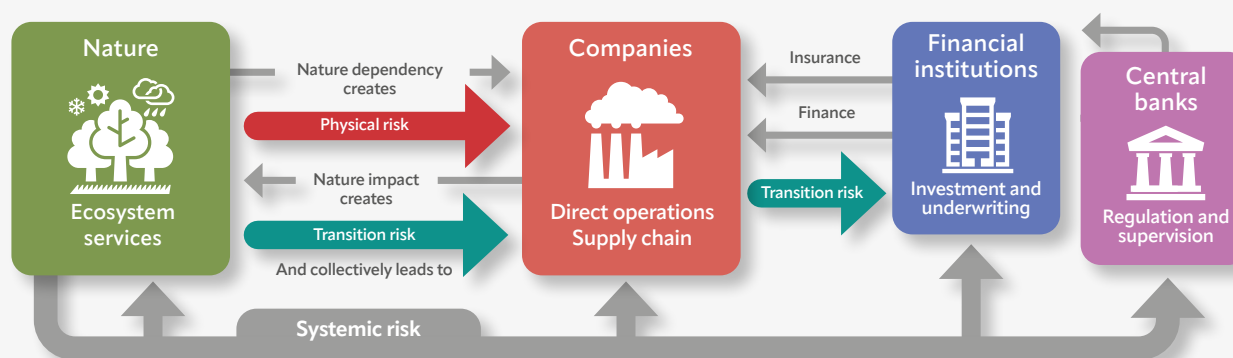 Nature
Ecosystem
services
Nature dependency
creates
Physical risk
Nature impact
creates
Transition risk
And collectively leads to
Companies
Direct operations
Supply chain
Insurance
Finance
Transition risk
Financial
institutions
Investment and
underwriting
Central
banks
Regulation and
supervision
Systemic risk